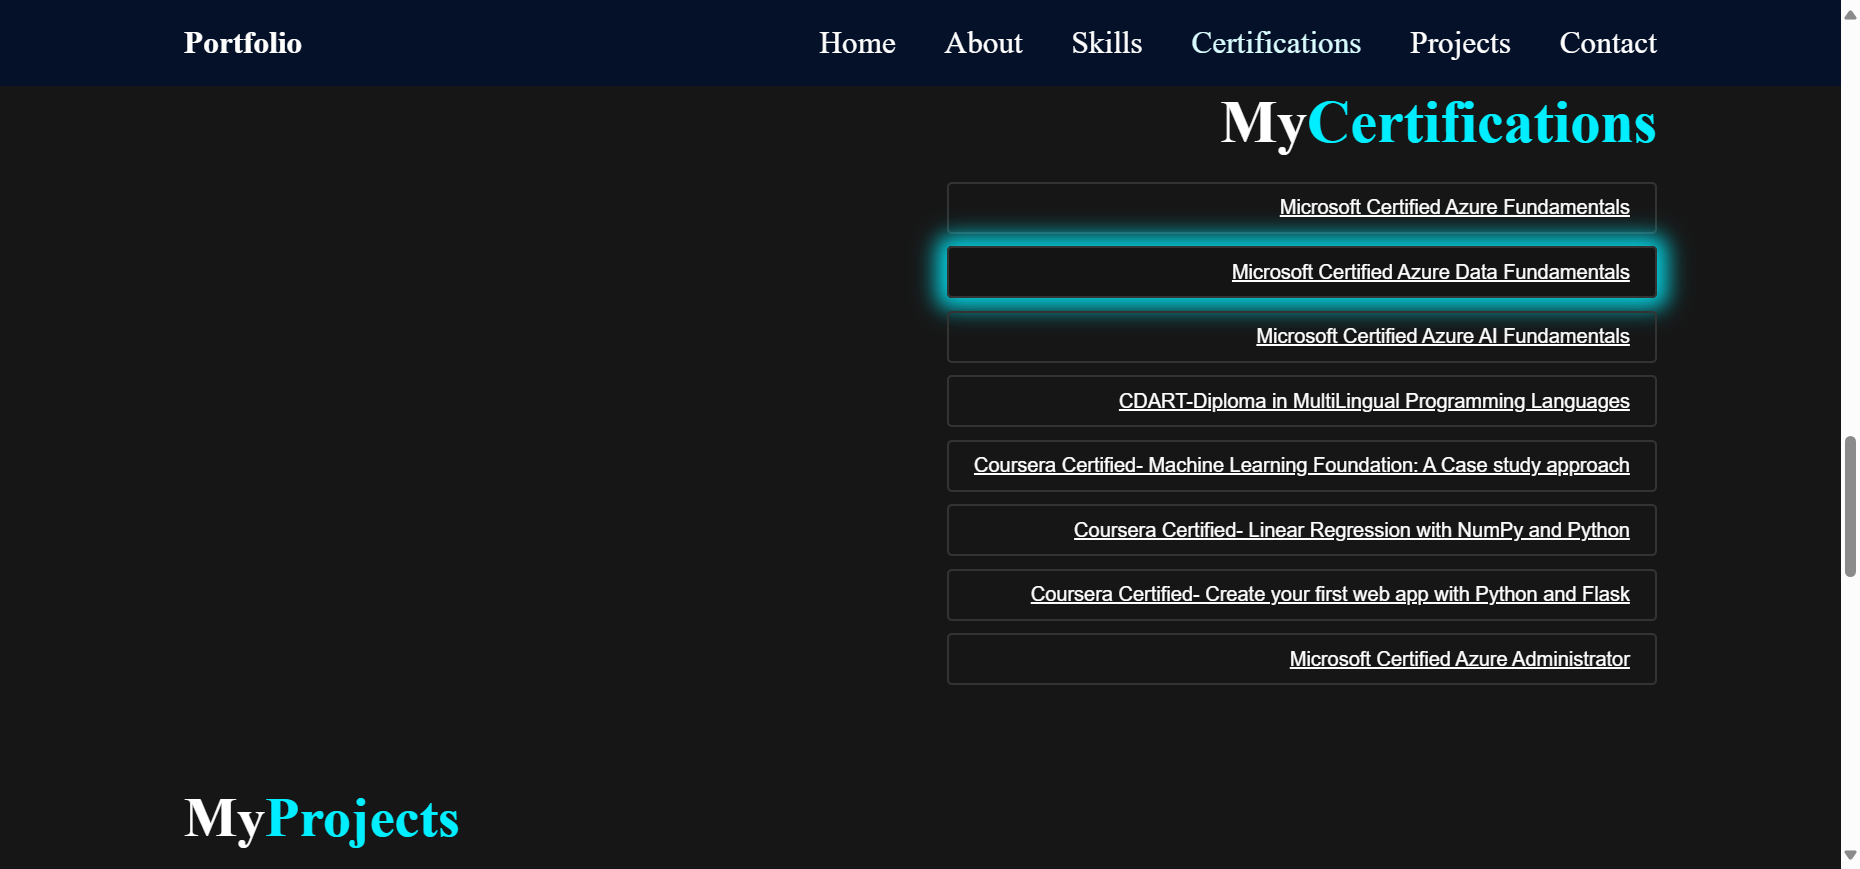 Portfolio Home About Skills Certifications Projects Contact
MyCertifications
Microsoft Certified Azure Fundamentals
Microsoft Certified Azure Data Fundamentals
Microsoft Certified Azure AI Fundamentals
CDART-Diploma in MultiLingual Programming Languages
Coursera Certified- Machine Learning Foundation: A Case study approach
Coursera Certified- Linear Regression with NumPy and Python
Coursera Certified- Create your first web app with Python and Flask
Microsoft Certified Azure Administrator
MyProjects